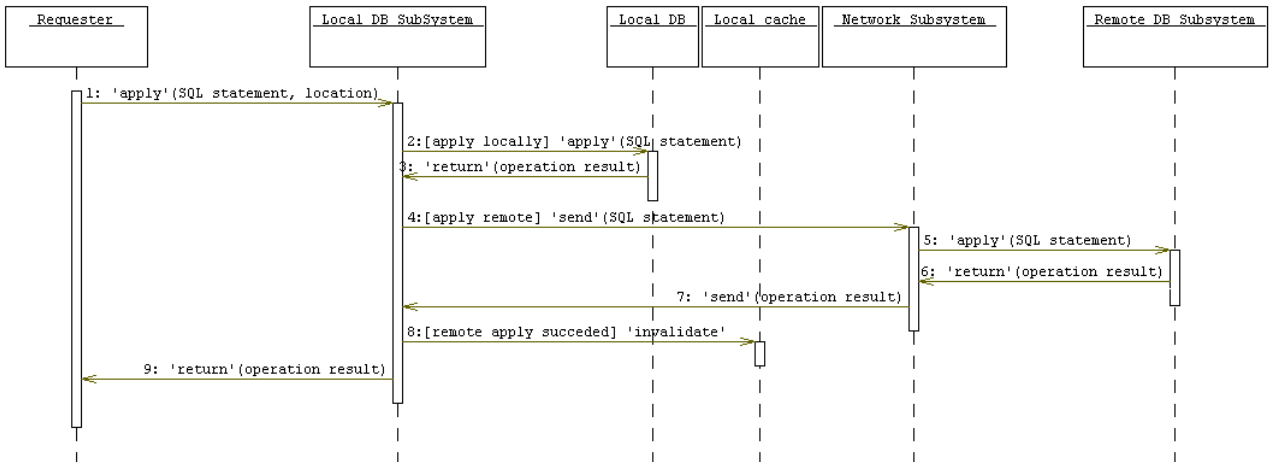 Requester
Local DB SubSystem
Local DB
Local cache
Network Subsystem
Remote DB Subsystem
1: 'apply'(SQL statement, location)
2:[apply locally] 'apply'(SQL statement)
3: 'return'(operation result)
4:[apply remote] 'send'(SQL statement)
5: 'apply'(SQL statement)
6: 'return'(operation result)
7: 'send'(operation result)
8:[remote apply succeded] 'invalidate'
9: 'return'(operation result)